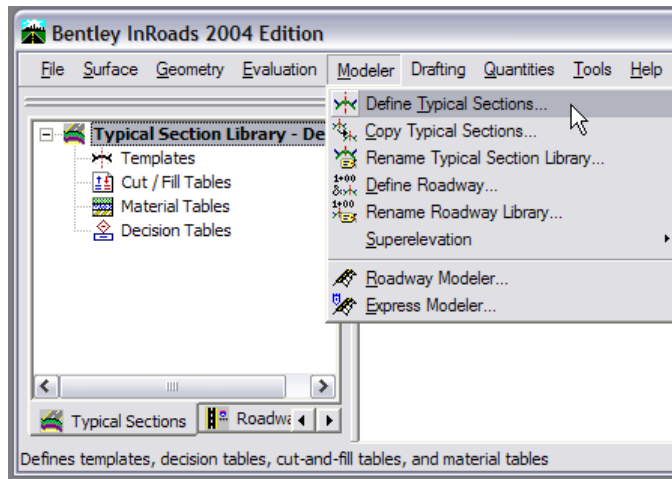 Bentley InRoads 2004 Edition
File Surface Geometry Evaluation Modeler Drafting Quantities Tools Help
Typical Section Library - De
Templates
Cut / Fill Tables
Material Tables
Decision Tables
Define Typical Sections...
Copy Typical Sections...
Rename Typical Section Library...
Define Roadway...
Rename Roadway Library...
Superelevation
Roadway Modeler...
Express Modeler...
Typical Sections Roadwa
Defines templates, decision tables, cut-and-fill tables, and material tables